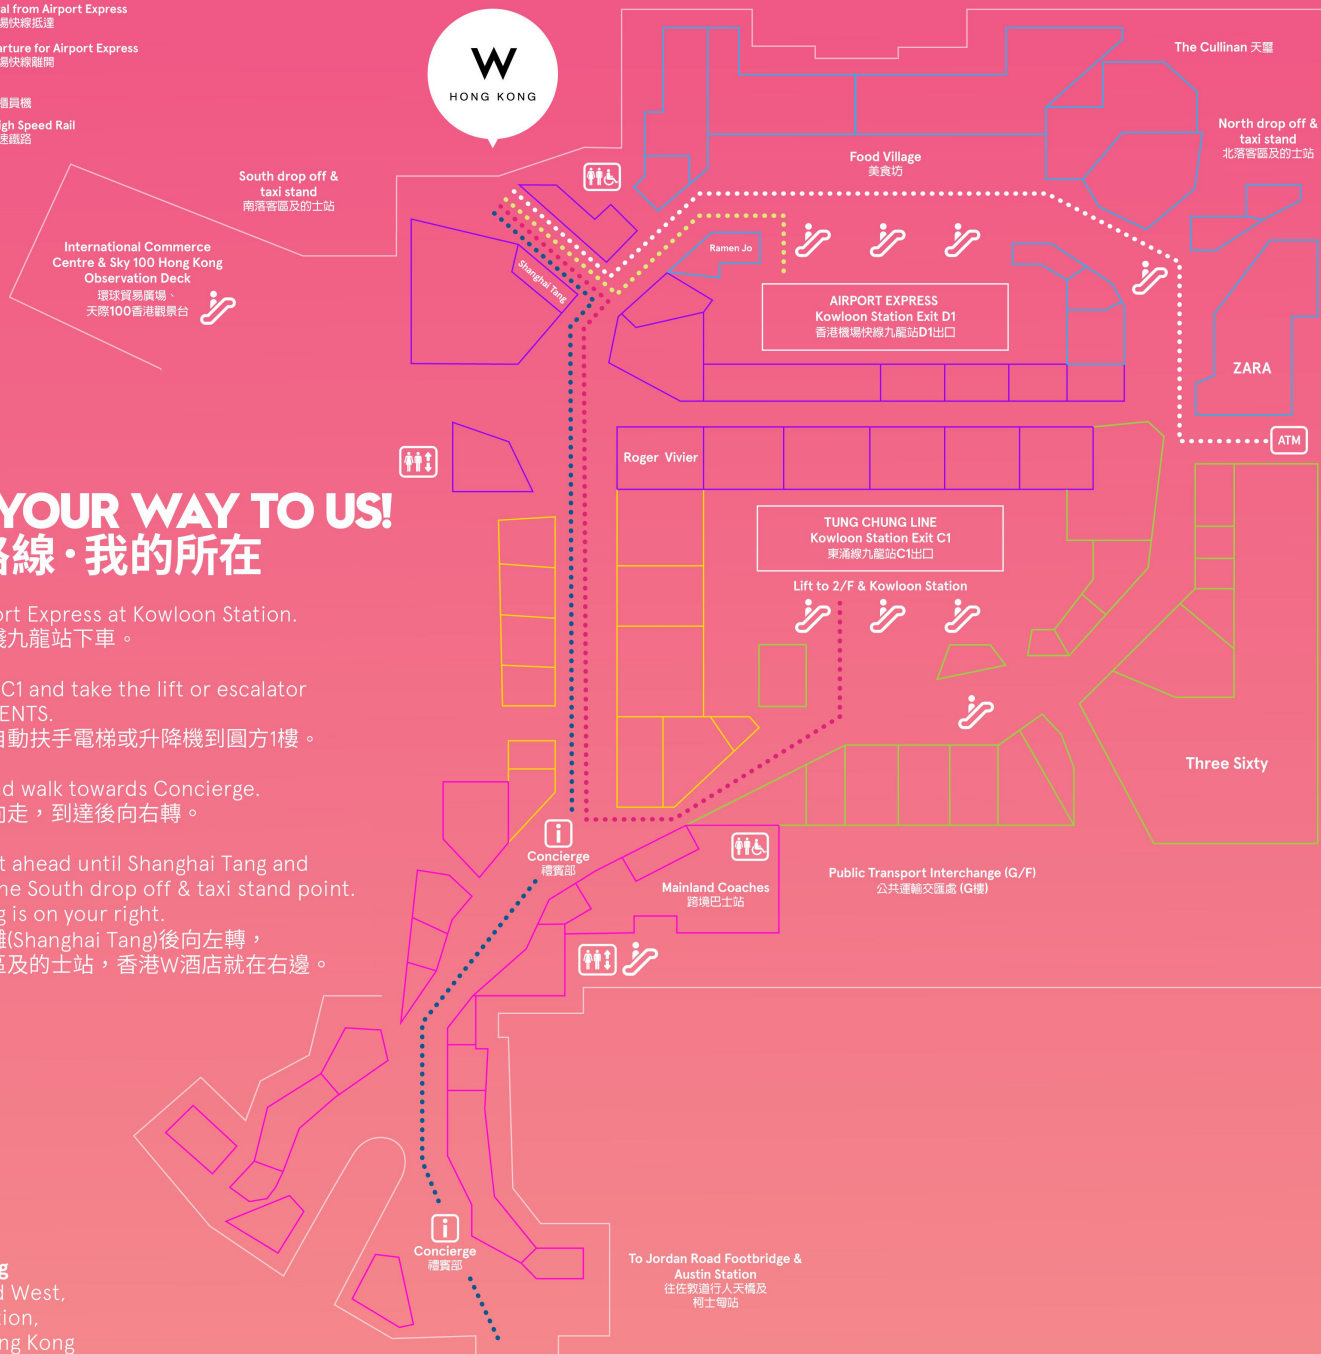 al from Airport Express
場快線抵達
arture for Airport Express
場快線離開
櫃員機
igh Speed Rail
速鐵路
W
HONG KONG
The Cullinan 天璽
North drop off &
taxi stand
北落客區及的士站
Food Village
美食坊
South drop off &
taxi stand
南落客區及的士站
International Commerce
Centre & Sky 100 Hong Kong
Observation Deck
環球貿易廣場、
天際100香港觀景台
Shanghai Tang
Ramen Jo
AIRPORT EXPRESS
Kowloon Station Exit D1
香港機場快線九龍站D1出口
ZARA
ATM
Roger Vivier
TUNG CHUNG LINE
Kowloon Station Exit C1
東涌線九龍站C1出口
Lift to 2/F & Kowloon Station
YOUR WAY TO US!
路線·我的所在
ort Express at Kowloon Station.
綫九龍站下車。
C1 and take the lift or escalator
ENTS.
自動扶手電梯或升降機到圓方1樓。
d walk towards Concierge.
向走，到達後向右轉。
t ahead until Shanghai Tang and
he South drop off & taxi stand point.
g is on your right.
灘(Shanghai Tang)後向左轉，
區及的士站，香港W酒店就在右邊。
Three Sixty
Concierge
禮賓部
Mainland Coaches
跨境巴士站
Public Transport Interchange (G/F)
公共運輸交匯處 (G樓)
Concierge
禮賓部
To Jordan Road Footbridge &
Austin Station
往佐敦道行人天橋及
柯士甸站
g
d West,
tion,
ng Kong